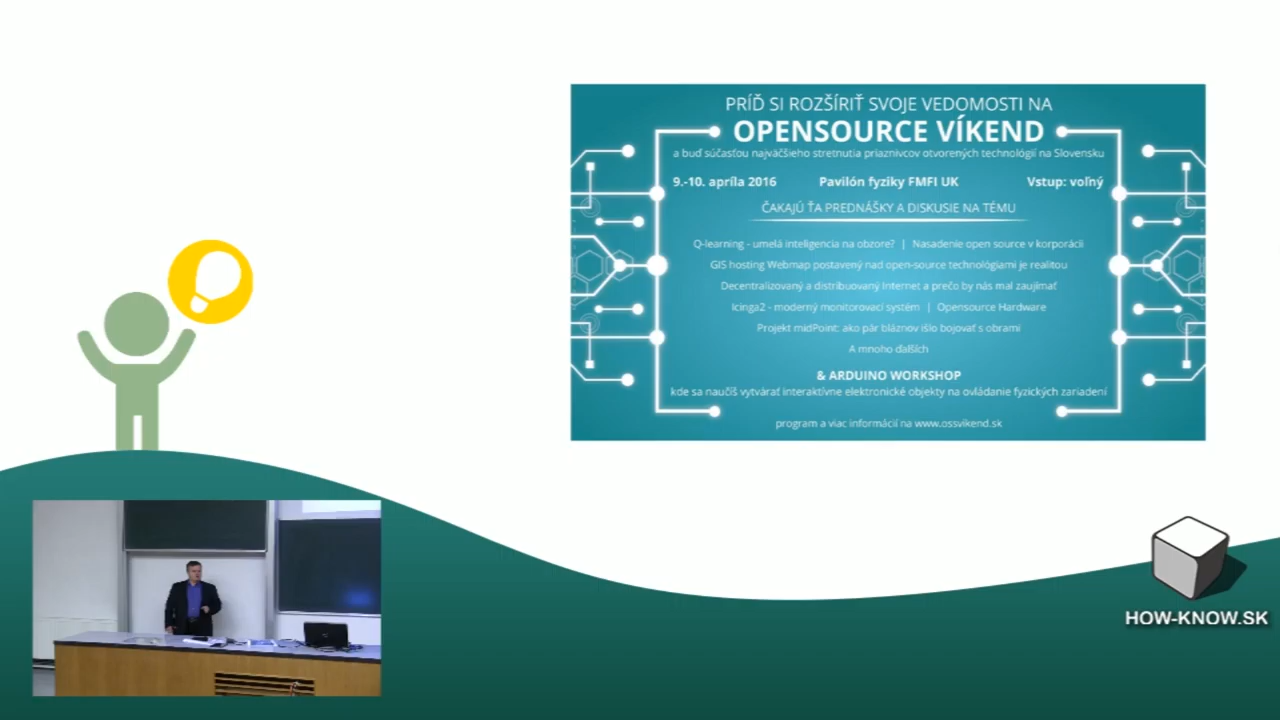 PRÍĎ SI ROZŠÍRIŤ SVOJE VEDOMOSTI NA
OPENSOURCE VÍKEND
a buď súčasťou najväčšieho stretnutia priaznivcov otvorených technológií na Slovensku
9.-10. apríla 2016 Pavilón fyziky FMFI UK Vstup: voľný
ČAKAJÚ ŤA PREDNÁŠKY A DISKUSIE NA TÉMU
Q-learning - umelá inteligencia na obzore? | Nasadenie open source v korporácii
GIS hosting Webmap postavený nad open-source technológiami je realitou
Decentralizovaný a distribuovaný Internet a prečo by nás mal zaujímať
Icinga2 - moderný monitorovací systém | Opensource Hardware
Projekt midPoint: ako pár bláznov išlo bojovať s obrami
A mnoho ďalších
& ARDUINO WORKSHOP
kde sa naučíš vytvárať interaktívne elektronické objekty na ovládanie fyzických zariadení
program a viac informácií na www.ossvikend.sk
HOW-KNOW.SK